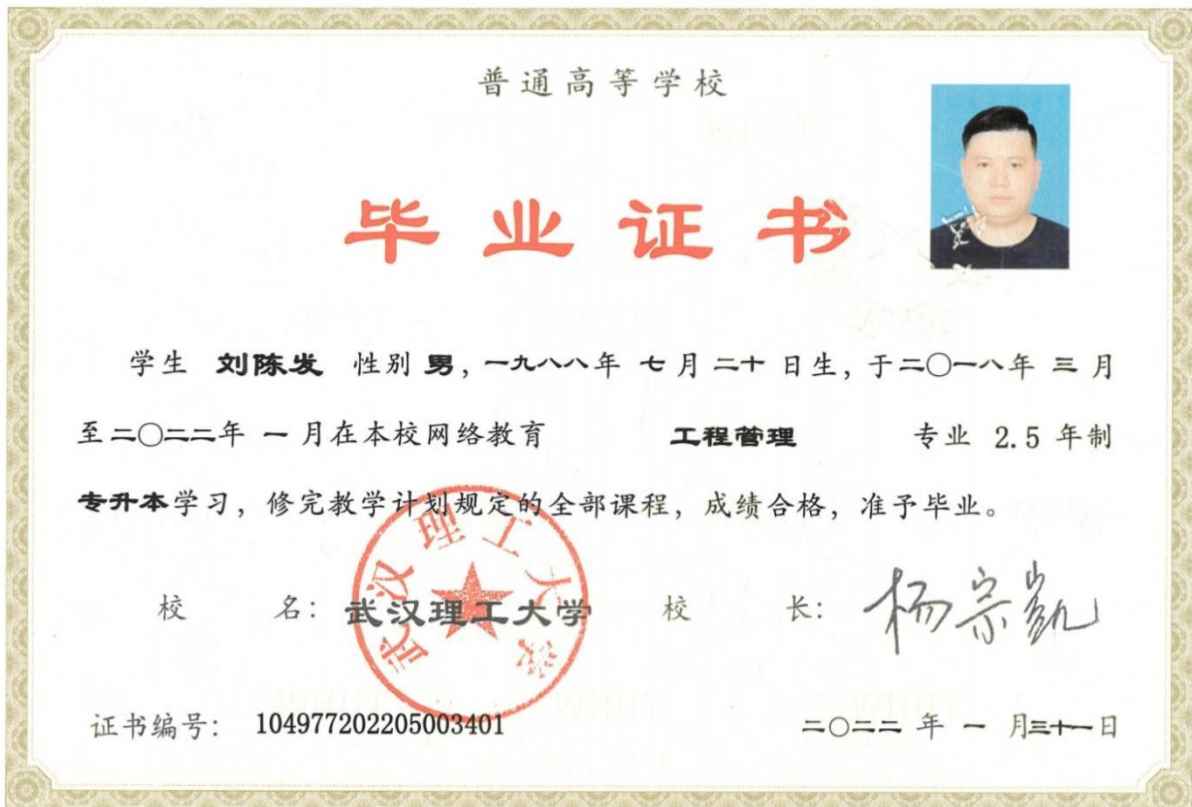 普通高等学校
毕业证书
学生 刘陈发 性别 男，一九八八年 七月二十日生，于二〇一八年 三月
至二〇二二年 一月在本校网络教育 工程管理 专业 2.5 年制
专升本学习，修完教学计划规定的全部课程，成绩合格，准予毕业。
校 名：武汉理工大学 校 长：杨宗凯
武汉理工大学
证书编号：104977202205003401 二〇二二年 一月三十一日